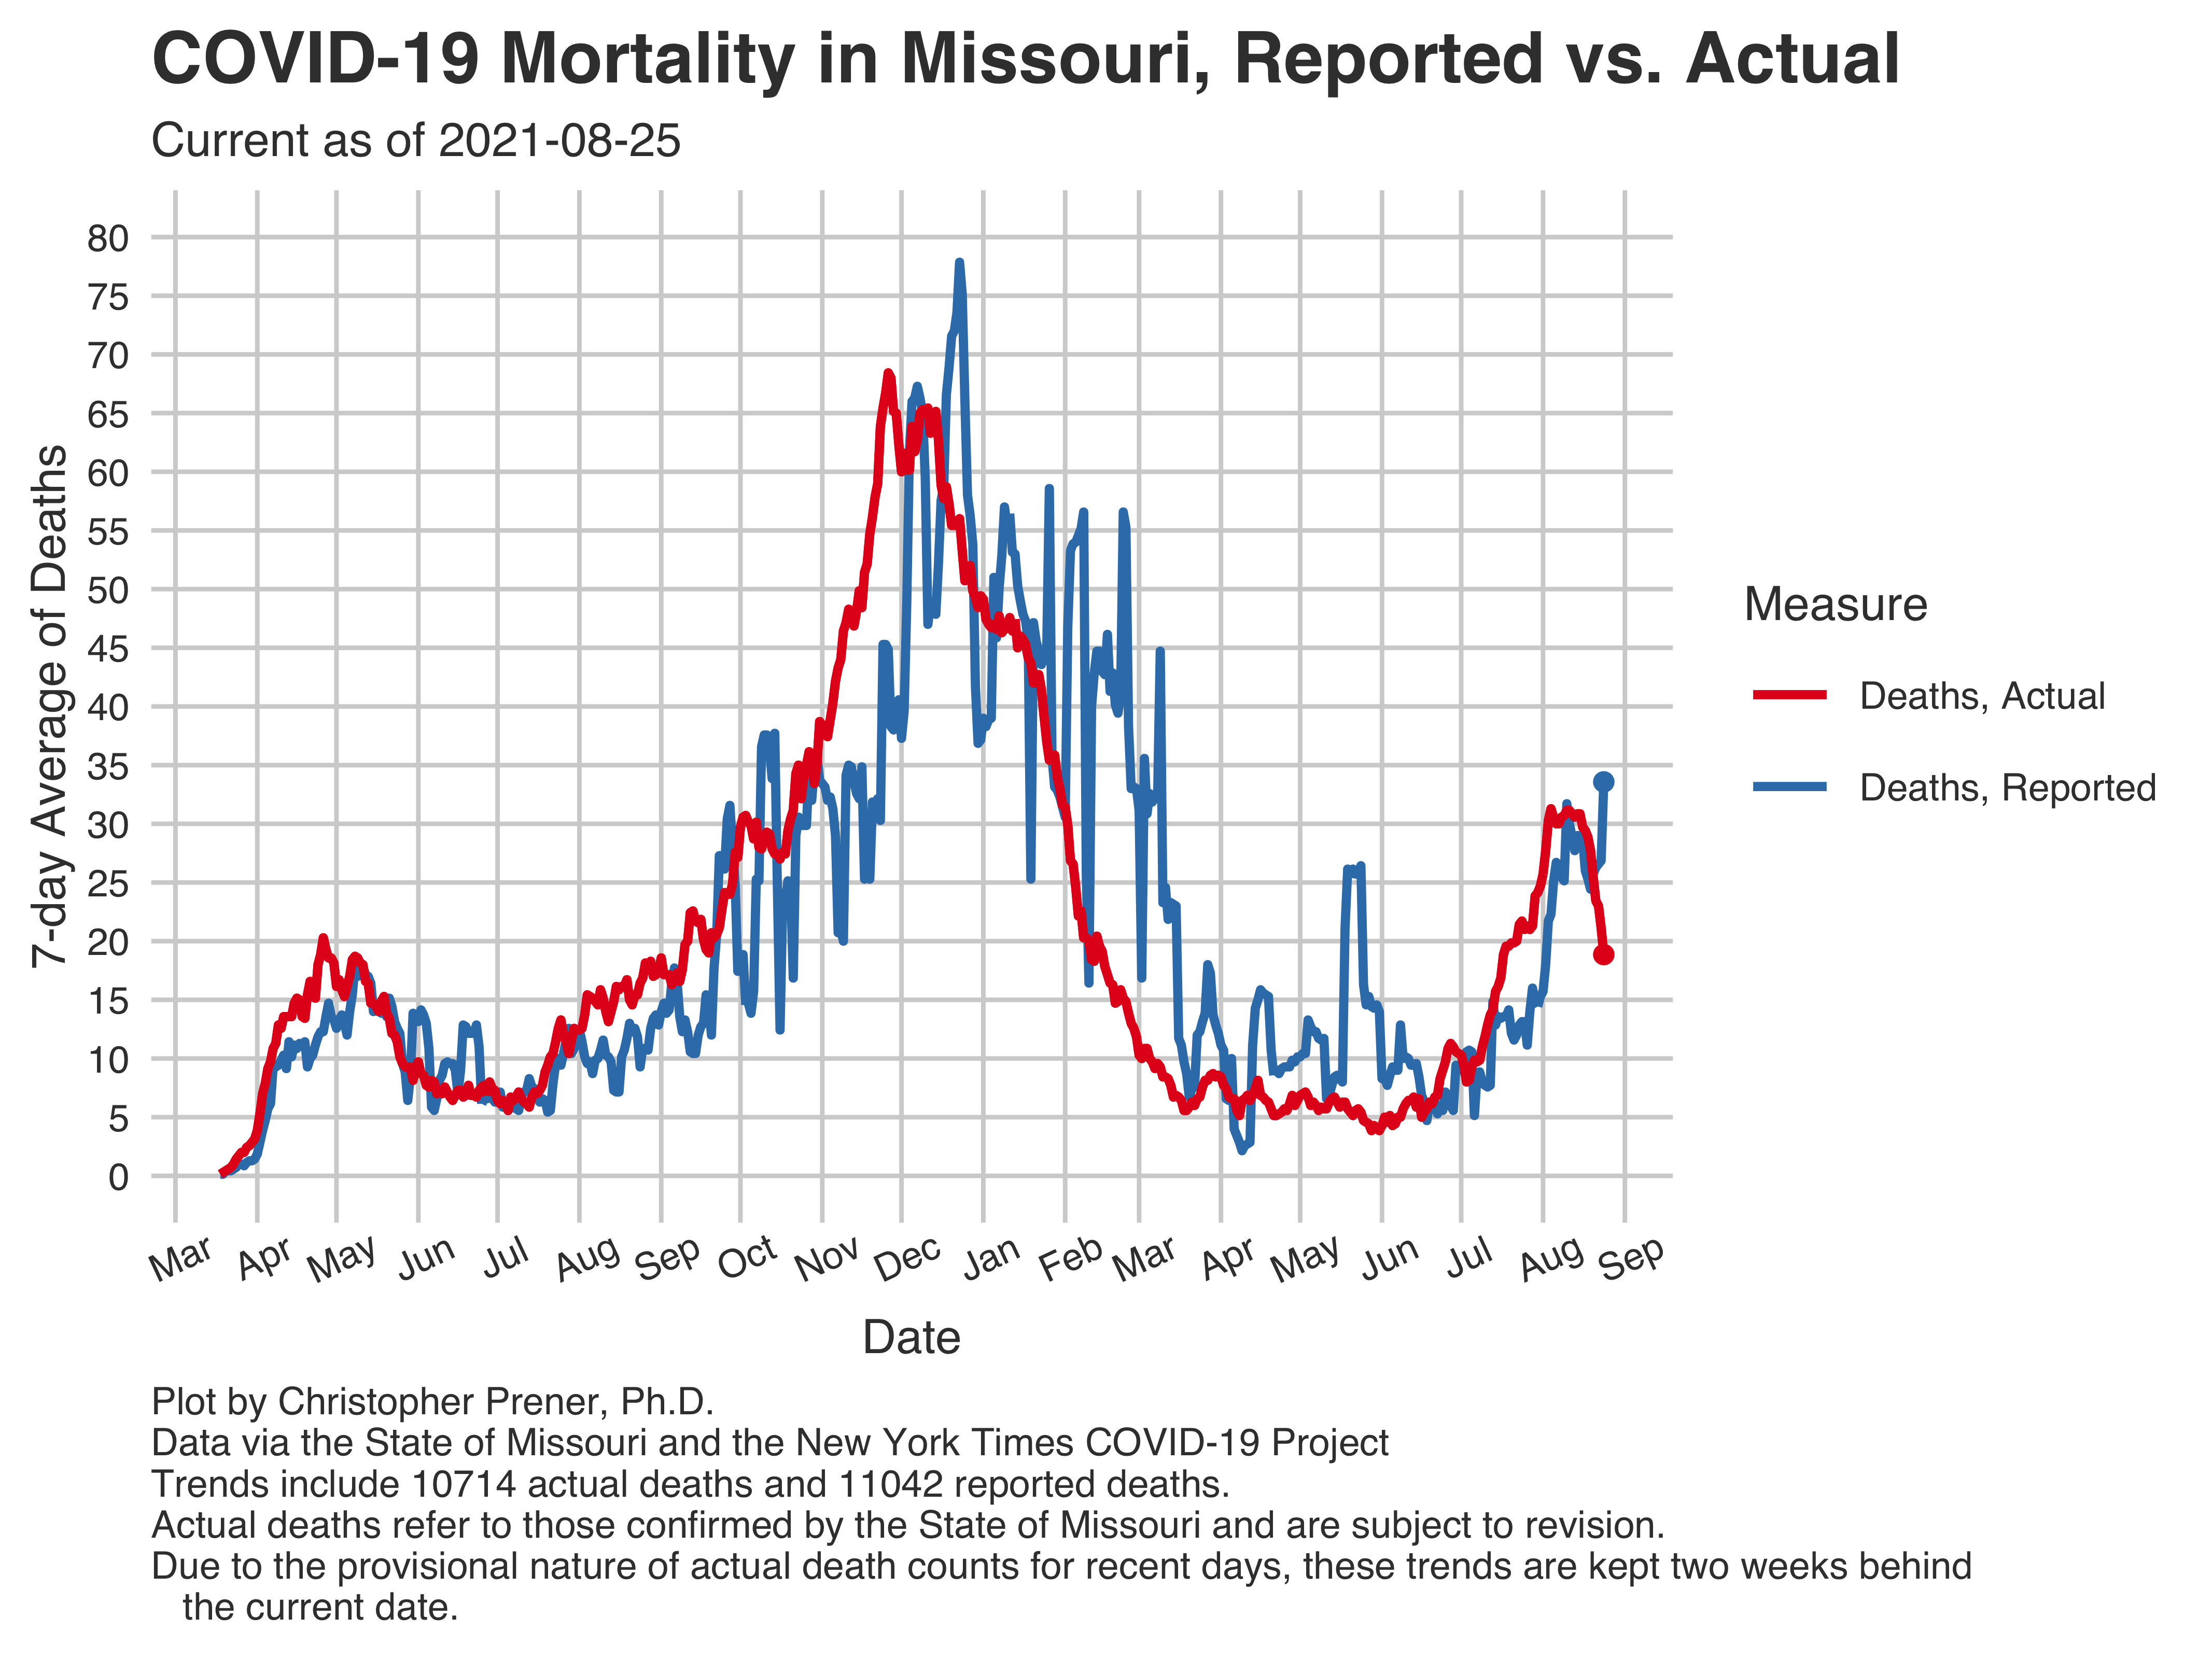 COVID-19 Mortality in Missouri, Reported vs. Actual
Current as of 2021-08-25
7-day Average of Deaths
80
75
70
65
60
55
50
45
40
35
30
25
20
15
10
5
0
Mar Apr May Jun Jul Aug Sep Oct Nov Dec Jan Feb Mar Apr May Jun Jul Aug Sep
Date
Measure
Deaths, Actual
Deaths, Reported
Plot by Christopher Prener, Ph.D.
Data via the State of Missouri and the New York Times COVID-19 Project
Trends include 10714 actual deaths and 11042 reported deaths.
Actual deaths refer to those confirmed by the State of Missouri and are subject to revision.
Due to the provisional nature of actual death counts for recent days, these trends are kept two weeks behind
the current date.